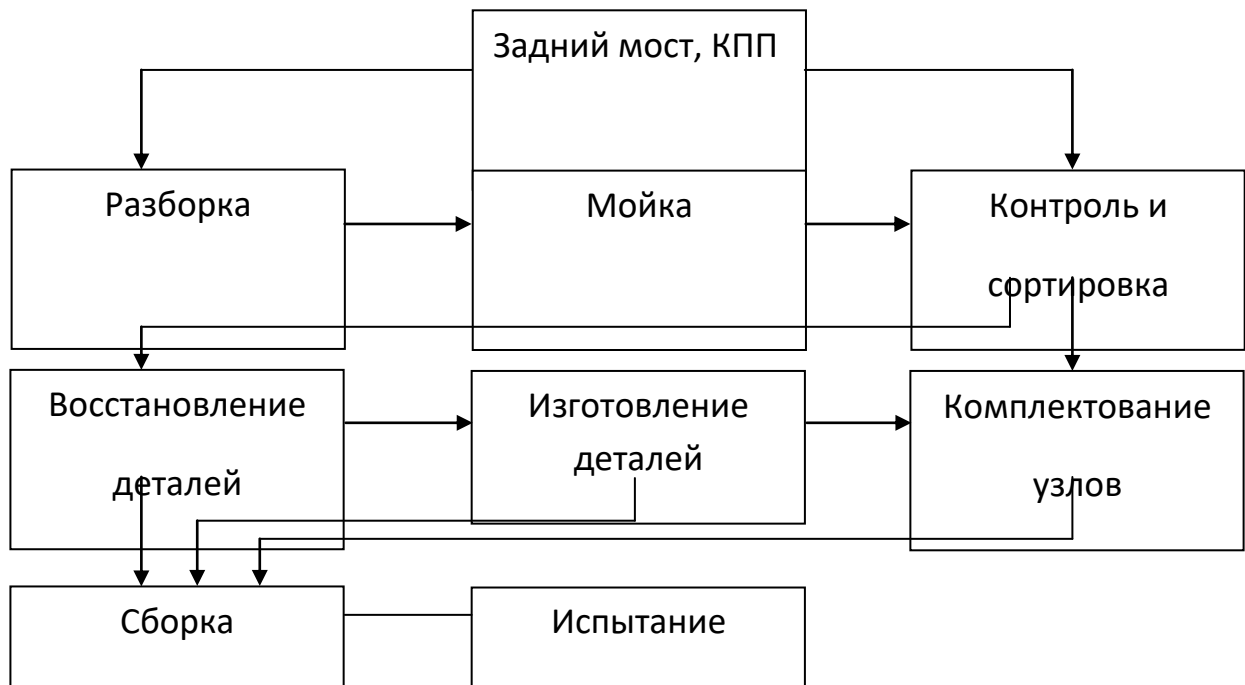 Задний мост, КПП
Разборка
Мойка
Контроль и
сортировка
Восстановление
деталей
Изготовление
деталей
Комплектование
узлов
Сборка
Испытание